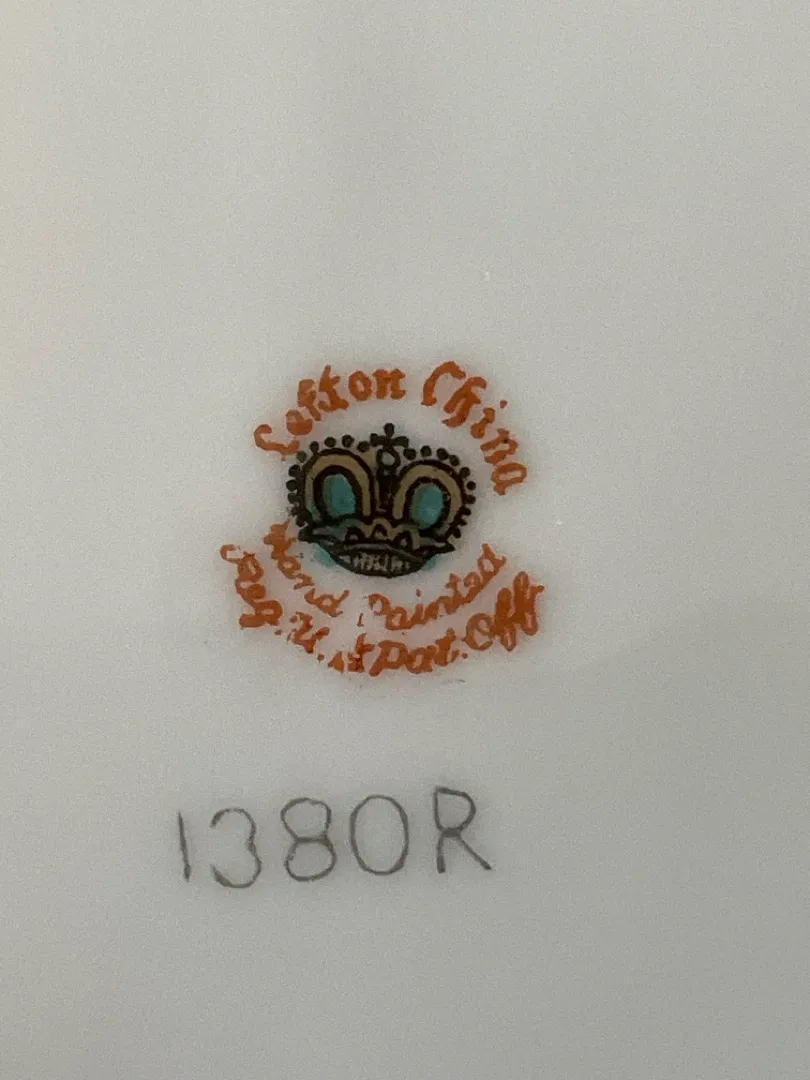 Lefton China
Hand Painted
Reg. U.S. Pat. Off.
1380R